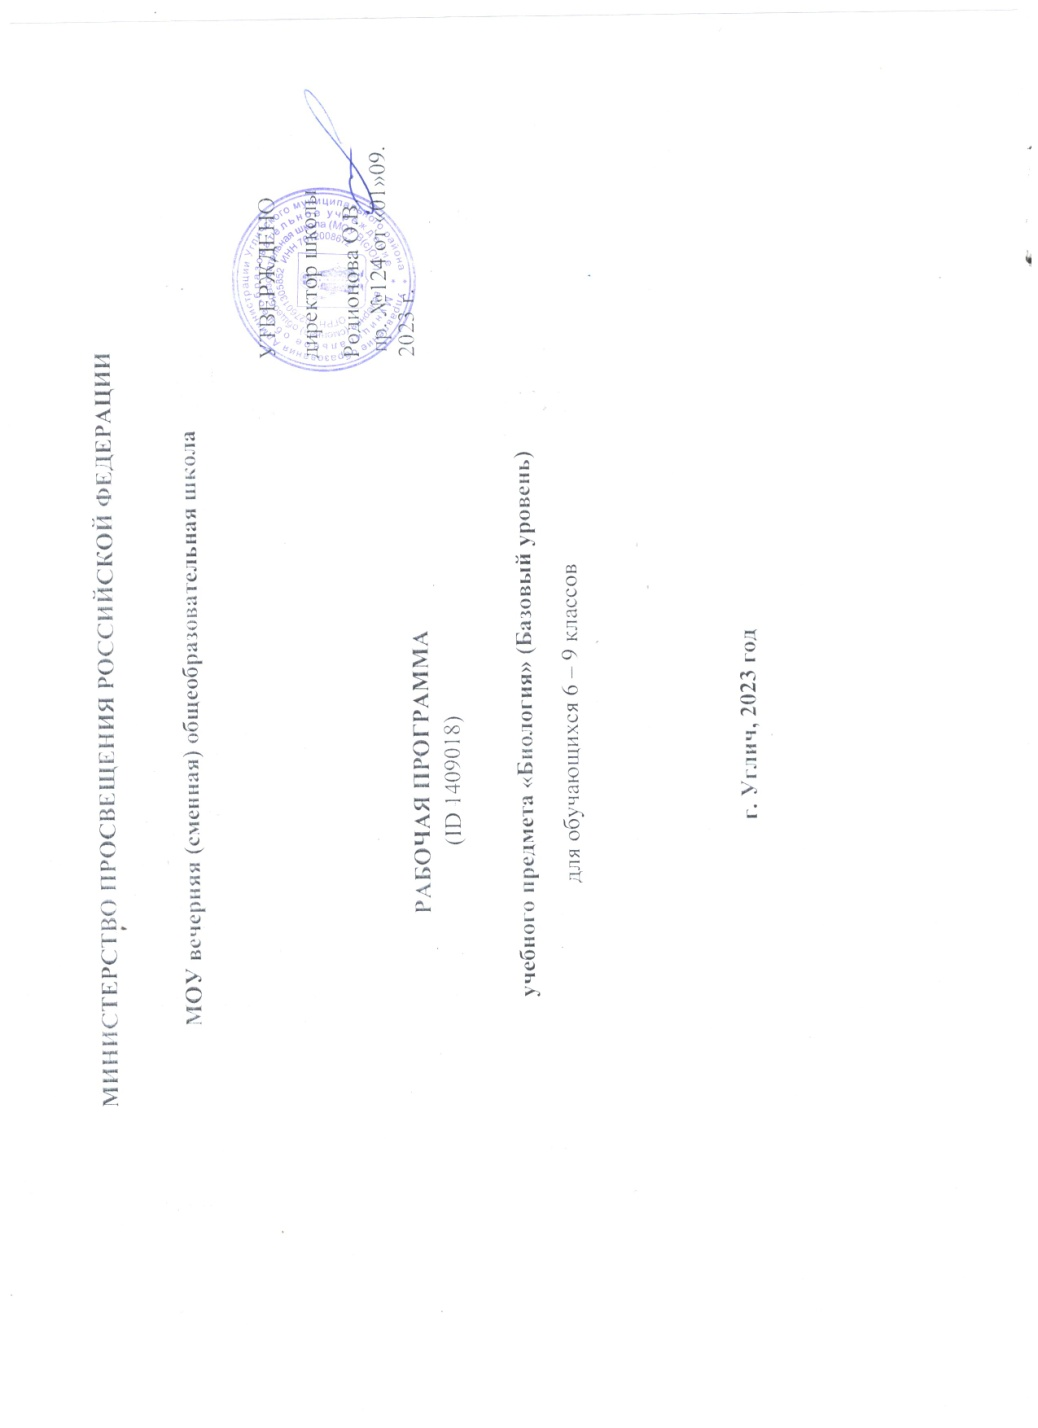 МИНИСТЕРСТВО ПРОСВЕЩЕНИЯ РОССИЙСКОЙ ФЕДЕРАЦИИ
МОУ вечерняя (сменная) общеобразовательная школа
УТВЕРЖДЕНО
директор школы
Родионова О.В.
пр. №124 от «01»09.
2023 г.
РАБОЧАЯ ПРОГРАММА
(ID 1409018)
учебного предмета «Биология» (Базовый уровень)
для обучающихся 6 – 9 классов
г. Углич, 2023 год